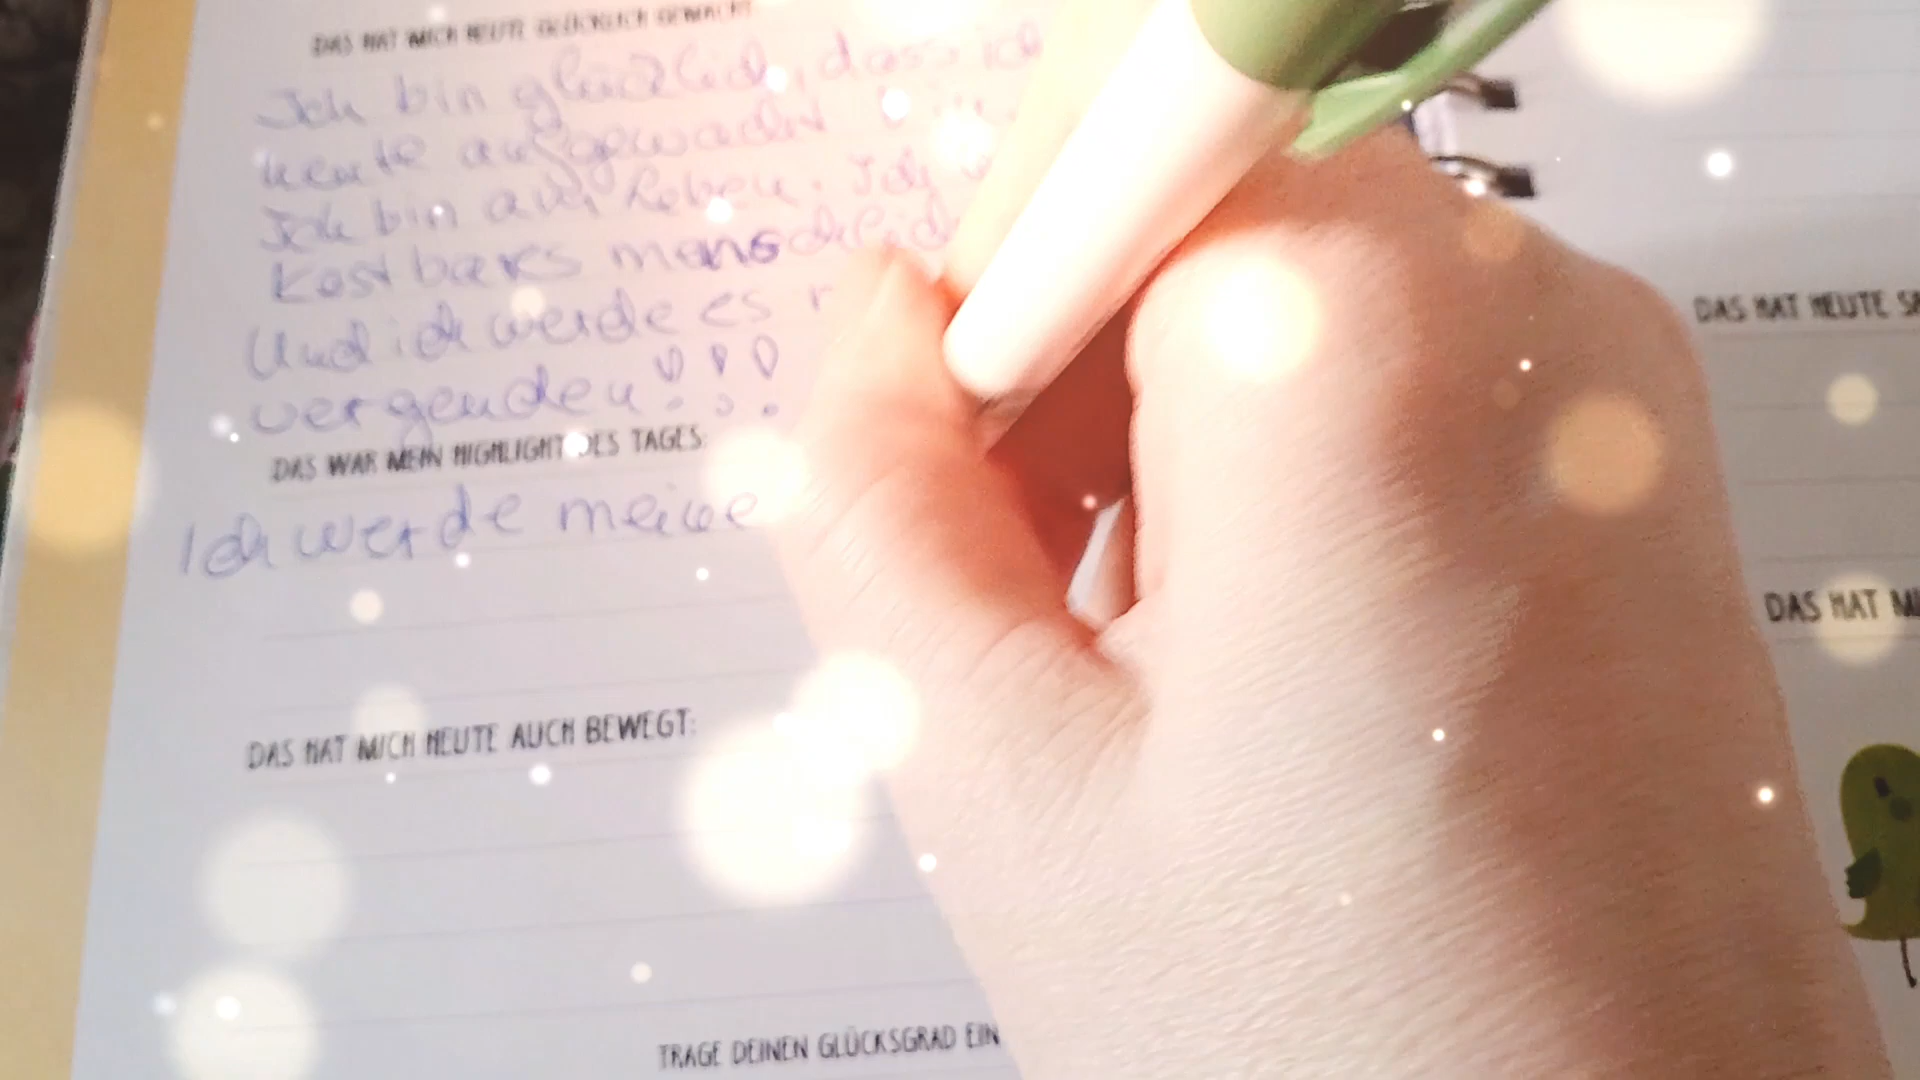 DAS HAT MICH HEUTE GLÜCKLICH GEMACHT:
Ich bin glücklich, dass ich
heute aufgewacht bin.
Ich bin am Leben. Ich
kostbares menschlich
Und ich werde es
vergeuden!!!
DAS WAR MEIN HIGHLIGHT DES TAGES:
Ich werde meine
DAS HAT MICH HEUTE AUCH BEWEGT:
TRAGE DEINEN GLÜCKSGRAD EIN
DAS HAT HEUTE
DAS HAT